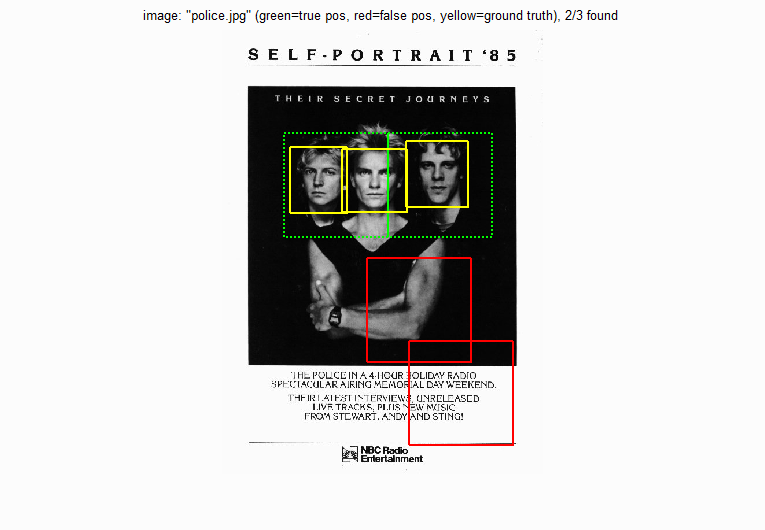 image: "police.jpg" (green=true pos, red=false pos, yellow=ground truth), 2/3 found
SELF-PORTRAIT '85
THEIR SECRET JOURNEYS
THE POLICE IN A 4-HOUR HOLIDAY RADIO
SPECTACULAR AIRING MEMORIAL DAY WEEKEND.
THEIR LATEST INTERVIEWS, UNRELEASED
LIVE TRACKS, PLUS NEW MUSIC
FROM STEWART, ANDY AND STING!
NBC Radio
Entertainment